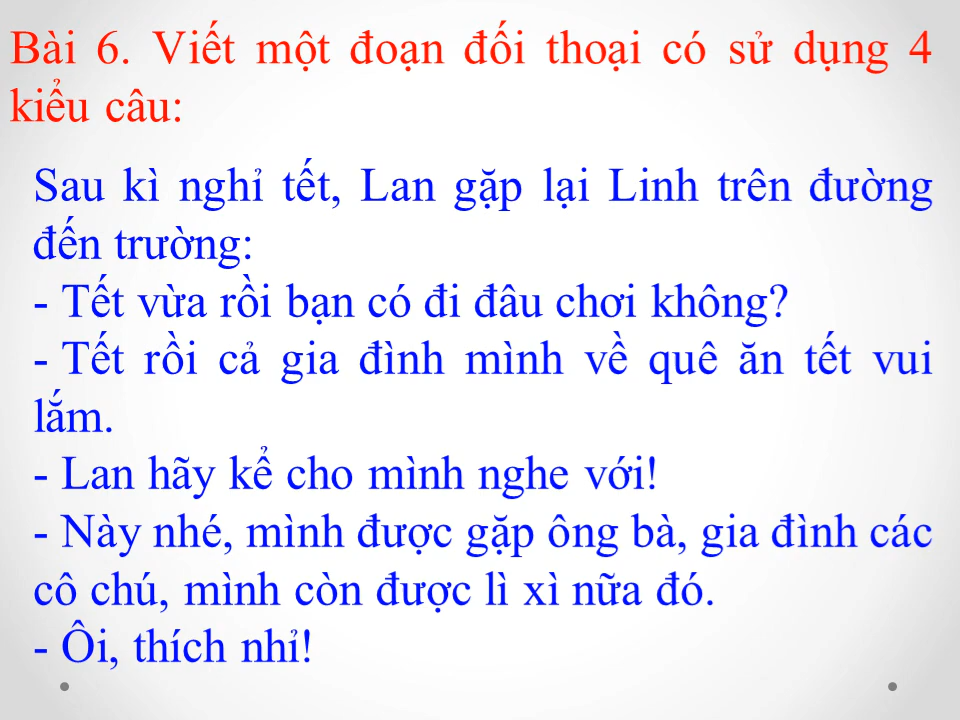 Bài 6. Viết một đoạn đối thoại có sử dụng 4
kiểu câu:
Sau kì nghỉ tết, Lan gặp lại Linh trên đường
đến trường:
- Tết vừa rồi bạn có đi đâu chơi không?
- Tết rồi cả gia đình mình về quê ăn tết vui
lắm.
- Lan hãy kể cho mình nghe với!
- Này nhé, mình được gặp ông bà, gia đình các
cô chú, mình còn được lì xì nữa đó.
- Ôi, thích nhỉ!